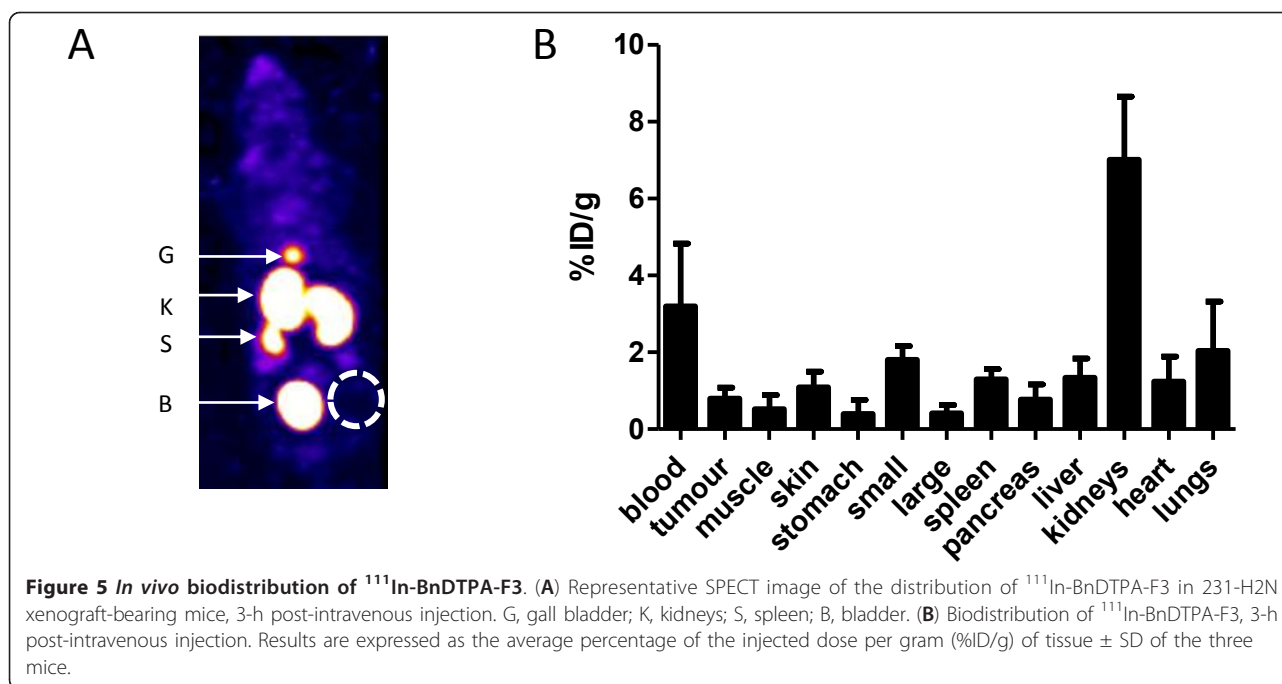 A
B
G
K
S
B
10
8
6
4
2
0
%ID/g
blood
tumour
muscle
skin
stomach
small
large
spleen
pancreas
liver
kidneys
heart
lungs
Figure 5 In vivo biodistribution of ¹¹¹In-BnDTPA-F3. (A) Representative SPECT image of the distribution of ¹¹¹In-BnDTPA-F3 in 231-H2N
xenograft-bearing mice, 3-h post-intravenous injection. G, gall bladder; K, kidneys; S, spleen; B, bladder. (B) Biodistribution of ¹¹¹In-BnDTPA-F3, 3-h
post-intravenous injection. Results are expressed as the average percentage of the injected dose per gram (%ID/g) of tissue ± SD of the three
mice.